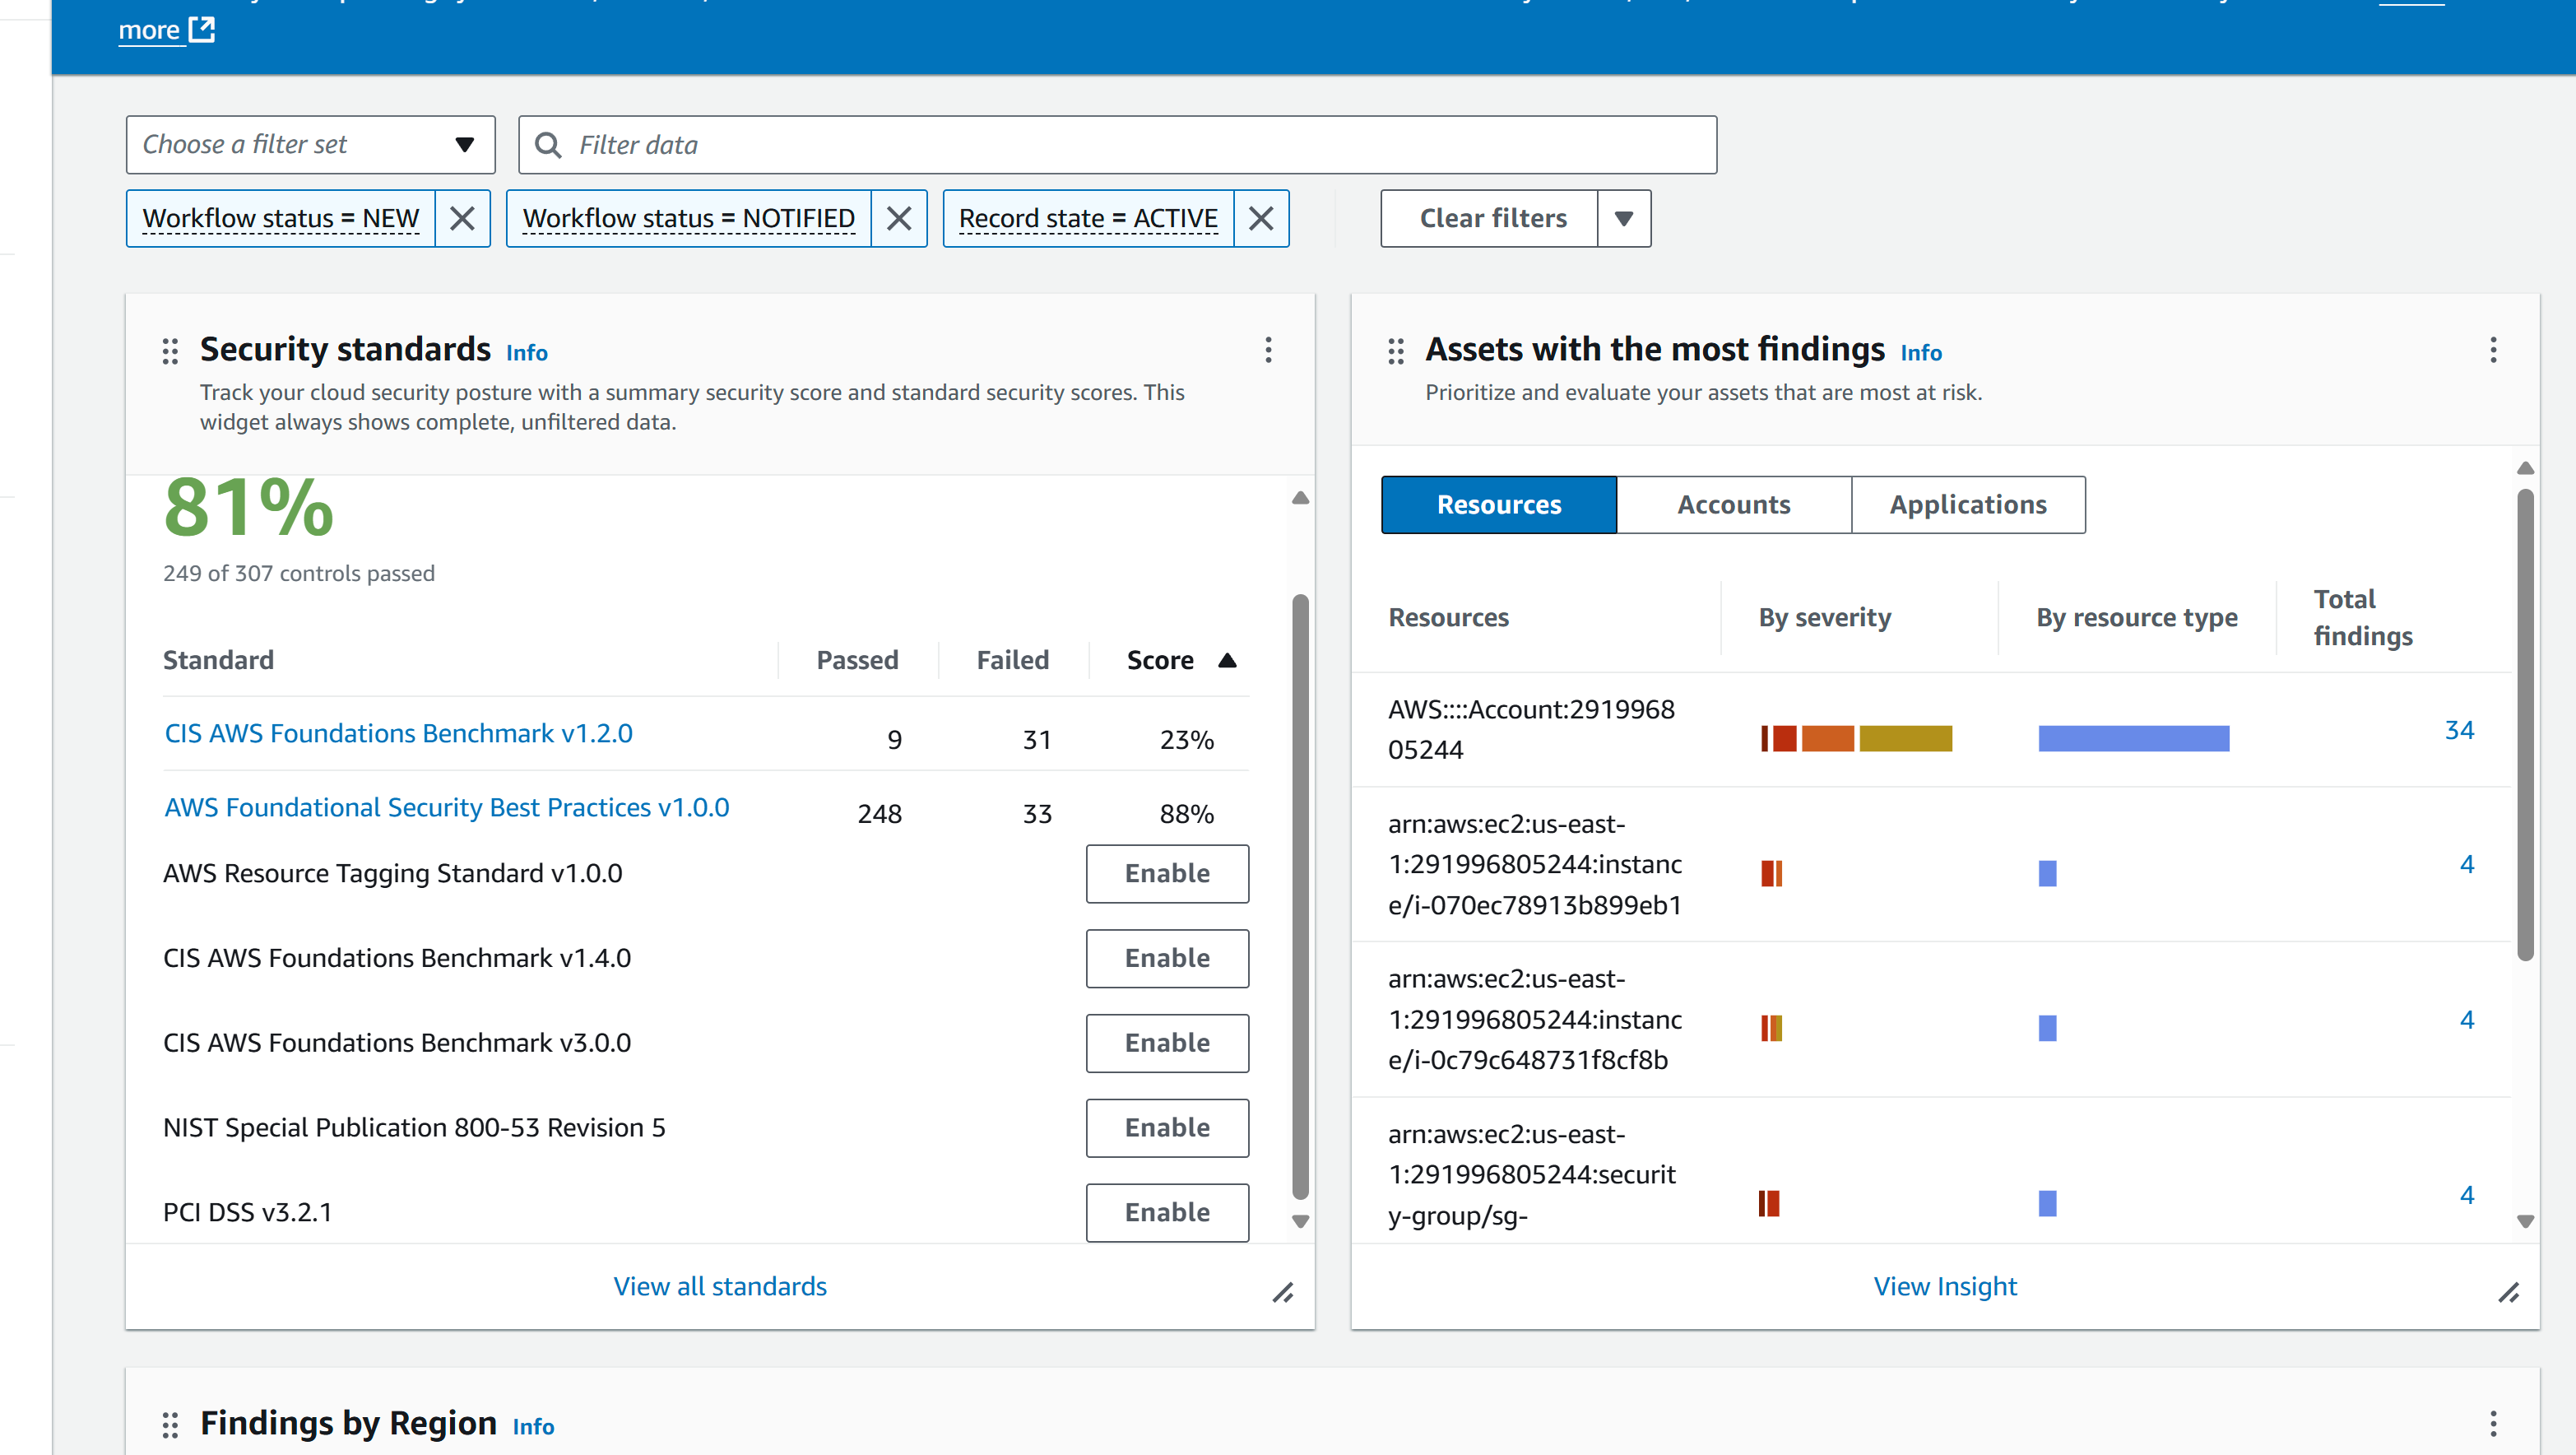 more
Choose a filter set
Filter data
Workflow status = NEW
Workflow status = NOTIFIED
Record state = ACTIVE
Clear filters
Security standards Info
Track your cloud security posture with a summary security score and standard security scores. This
widget always shows complete, unfiltered data.
81%
249 of 307 controls passed
Standard Passed Failed Score
CIS AWS Foundations Benchmark v1.2.0 9 31 23%
AWS Foundational Security Best Practices v1.0.0 248 33 88%
AWS Resource Tagging Standard v1.0.0 Enable
CIS AWS Foundations Benchmark v1.4.0 Enable
CIS AWS Foundations Benchmark v3.0.0 Enable
NIST Special Publication 800-53 Revision 5 Enable
PCI DSS v3.2.1 Enable
View all standards
Assets with the most findings Info
Prioritize and evaluate your assets that are most at risk.
Resources Accounts Applications
Resources By severity By resource type Total
findings
AWS::::Account:2919968
05244
34
arn:aws:ec2:us-east-
1:291996805244:instanc
e/i-070ec78913b899eb1
4
arn:aws:ec2:us-east-
1:291996805244:instanc
e/i-0c79c648731f8cf8b
4
arn:aws:ec2:us-east-
1:291996805244:securit
y-group/sg-
4
View Insight
Findings by Region Info